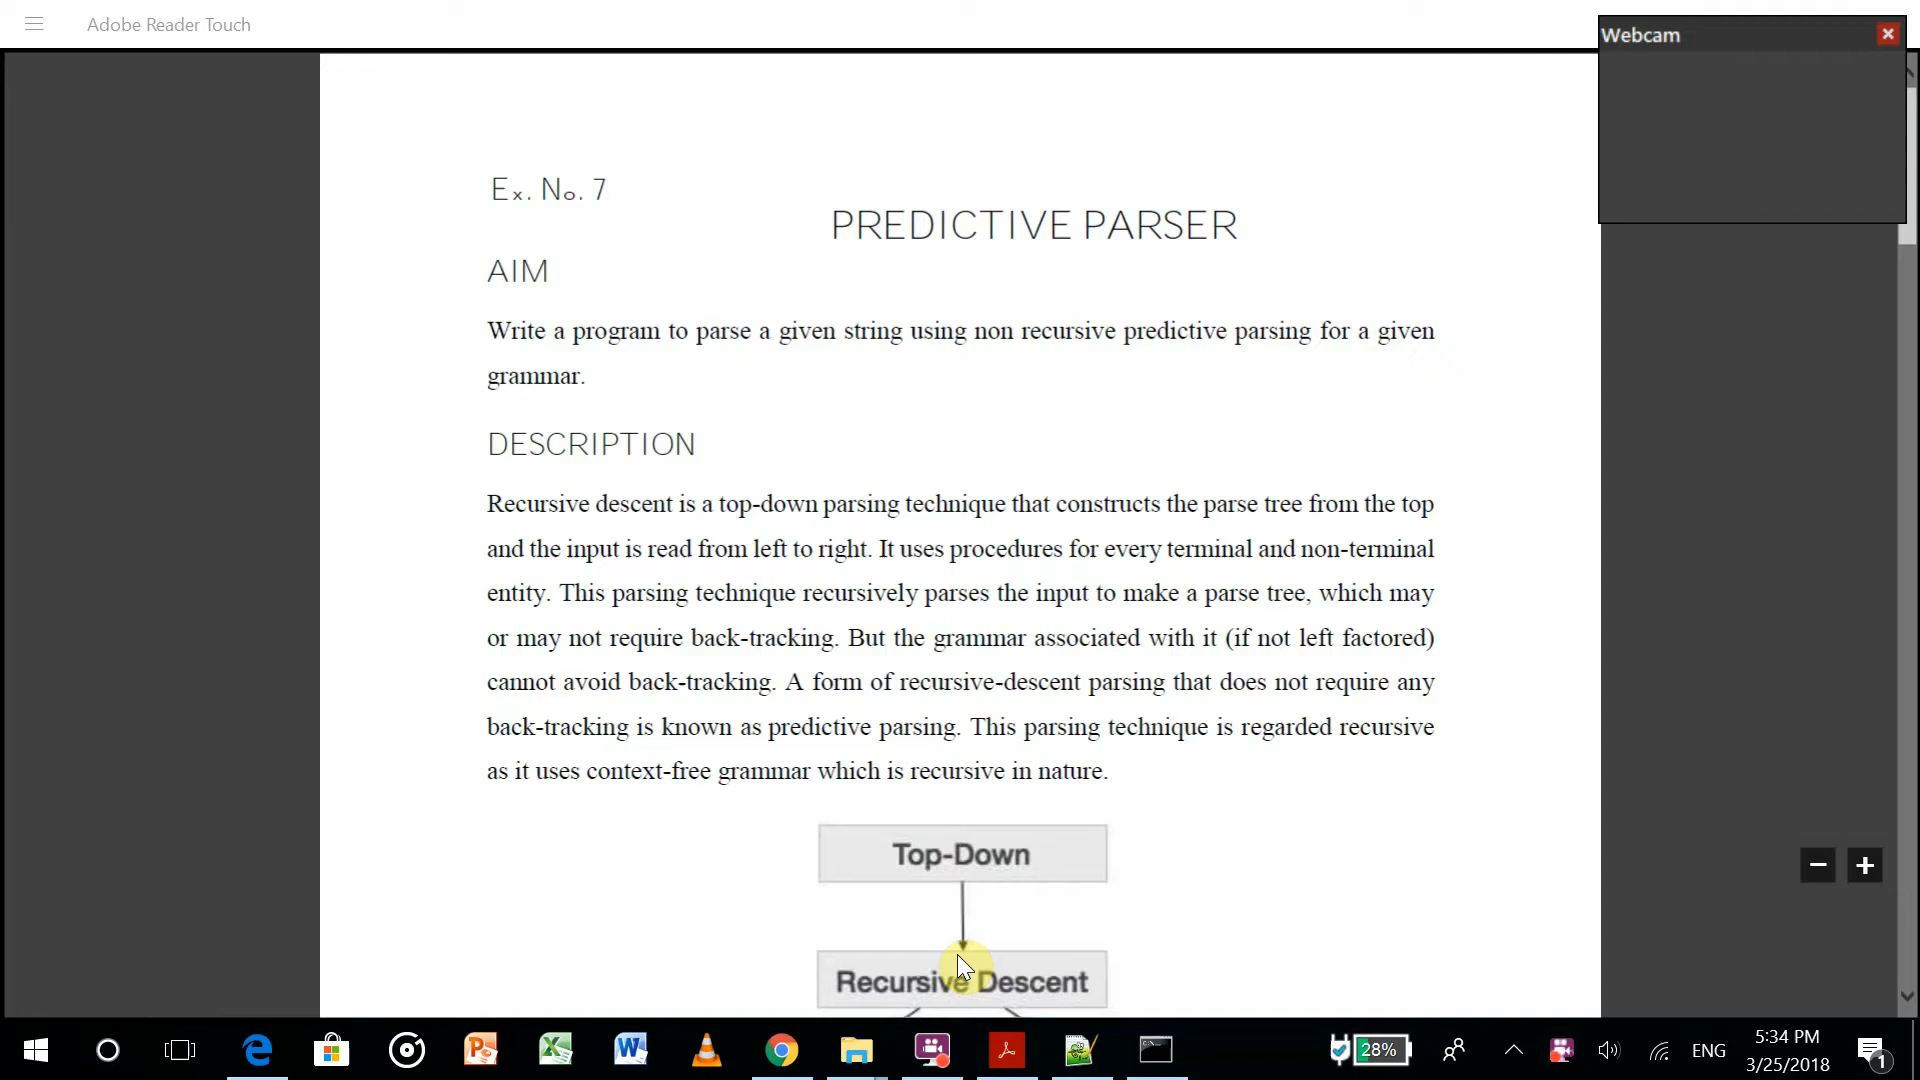 Adobe Reader Touch
Webcam
Ex. No. 7
PREDICTIVE PARSER
AIM
Write a program to parse a given string using non recursive predictive parsing for a given
grammar.
DESCRIPTION
Recursive descent is a top-down parsing technique that constructs the parse tree from the top
and the input is read from left to right. It uses procedures for every terminal and non-terminal
entity. This parsing technique recursively parses the input to make a parse tree, which may
or may not require back-tracking. But the grammar associated with it (if not left factored)
cannot avoid back-tracking. A form of recursive-descent parsing that does not require any
back-tracking is known as predictive parsing. This parsing technique is regarded recursive
as it uses context-free grammar which is recursive in nature.
Top-Down
Recursive Descent
28%
ENG
5:34 PM
3/25/2018
1